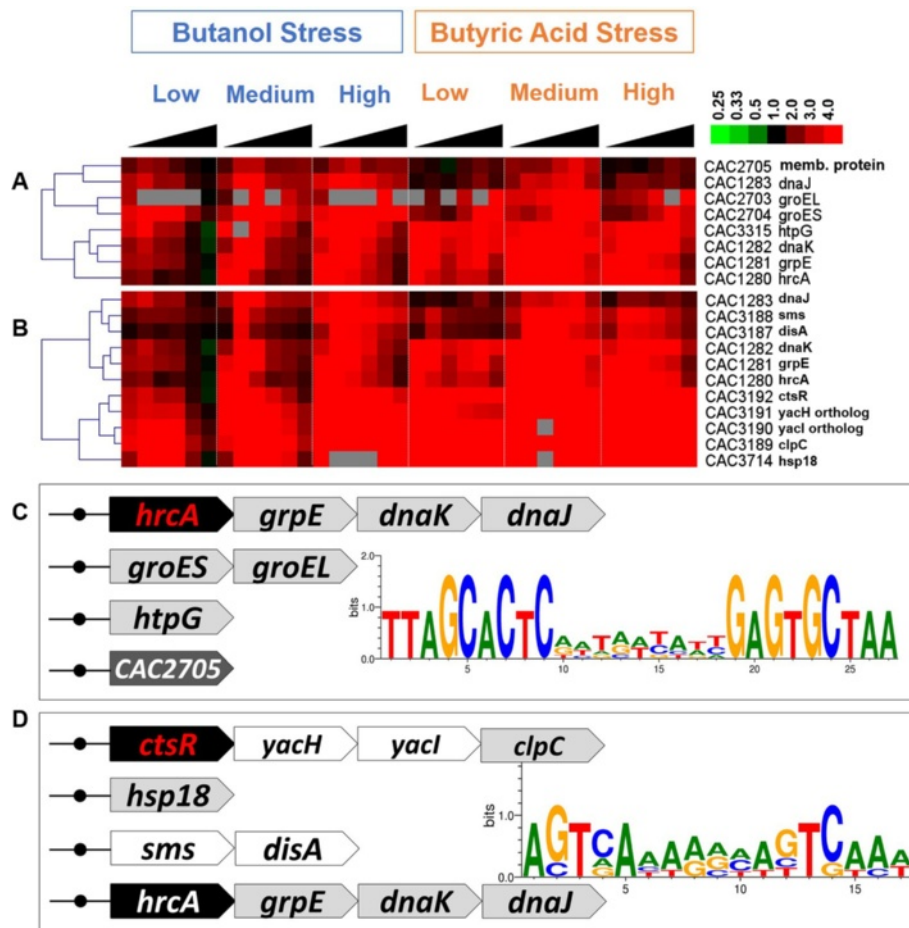 Butanol Stress Butyric Acid Stress
Low Medium High Low Medium High
0.25 0.33 0.5 1.0 2.0 3.0 4.0
A
CAC2705 memb. protein
CAC1283 dnaJ
CAC2703 groEL
CAC2704 groES
CAC3315 htpG
CAC1282 dnaK
CAC1281 grpE
CAC1280 hrcA
B
CAC1283 dnaJ
CAC3188 sms
CAC3187 disA
CAC1282 dnaK
CAC1281 grpE
CAC1280 hrcA
CAC3192 ctsR
CAC3191 yacH ortholog
CAC3190 yacI ortholog
CAC3189 clpC
CAC3714 hsp18
C
hrcA grpE dnaK dnaJ
groES groEL
htpG
CAC2705
2.0
1.0
0.0
bits
TTAGCACTC GAGTGCTAA
5 10 15 20 25
D
ctsR yacH yacI clpC
hsp18
sms disA
hrcA grpE dnaK dnaJ
1.0
0.0
bits
AGTCAAAAAAGTCAAA
5 10 15